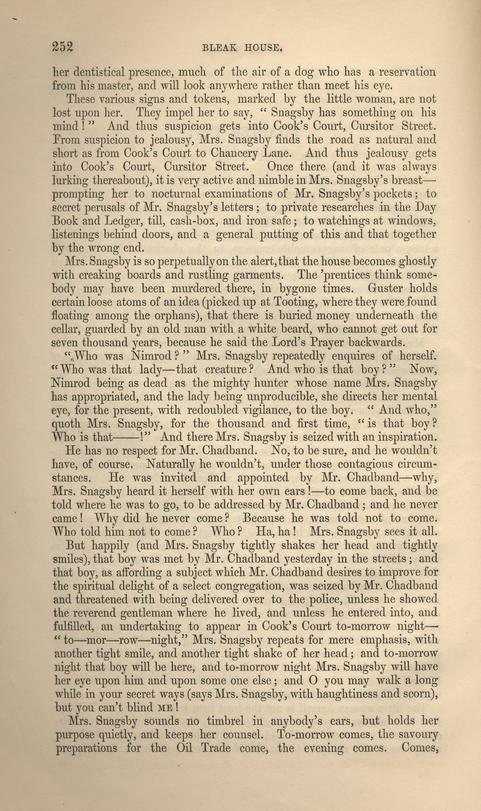 252 BLEAK HOUSE.
her dentistical presence, much of the air of a dog who has a reservation
from his master, and will look anywhere rather than meet his eye.
These various signs and tokens, marked by the little woman, are not
lost upon her. They impel her to say, “ Snagsby has something on his
mind ! ” And thus suspicion gets into Cook's Court, Cursitor Street.
From suspicion to jealousy, Mrs. Snagsby finds the road as natural and
short as from Cook's Court to Chancery Lane. And thus jealousy gets
into Cook's Court, Cursitor Street. Once there (and it was always
lurking thereabout), it is very active and nimble in Mrs. Snagsby's breast—
prompting her to nocturnal examinations of Mr. Snagsby's pockets ; to
secret perusals of Mr. Snagsby's letters ; to private researches in the Day
Book and Ledger, till, cash-box, and iron safe ; to watchings at windows,
listenings behind doors, and a general putting of this and that together
by the wrong end.
Mrs. Snagsby is so perpetually on the alert, that the house becomes ghostly
with creaking boards and rustling garments. The 'prentices think some-
body may have been murdered there, in bygone times. Guster holds
certain loose atoms of an idea (picked up at Tooting, where they were found
floating among the orphans), that there is buried money underneath the
cellar, guarded by an old man with a white beard, who cannot get out for
seven thousand years, because he said the Lord's Prayer backwards.
“ Who was Nimrod ? ” Mrs. Snagsby repeatedly enquires of herself.
“ Who was that lady—that creature ? And who is that boy ? ” Now,
Nimrod being as dead as the mighty hunter whose name Mrs. Snagsby
has appropriated, and the lady being unproducible, she directs her mental
eye, for the present, with redoubled vigilance, to the boy. “ And who,”
quoth Mrs. Snagsby, for the thousand and first time, “ is that boy ?
Who is that——!” And there Mrs. Snagsby is seized with an inspiration.
He has no respect for Mr. Chadband. No, to be sure, and he wouldn't
have, of course. Naturally he wouldn't, under those contagious circum-
stances. He was invited and appointed by Mr. Chadband—why,
Mrs. Snagsby heard it herself with her own ears !—to come back, and be
told where he was to go, to be addressed by Mr. Chadband ; and he never
came ! Why did he never come ? Because he was told not to come.
Who told him not to come ? Who ? Ha, ha ! Mrs. Snagsby sees it all.
But happily (and Mrs. Snagsby tightly shakes her head and tightly
smiles), that boy was met by Mr. Chadband yesterday in the streets ; and
that boy, as affording a subject which Mr. Chadband desires to improve for
the spiritual delight of a select congregation, was seized by Mr. Chadband
and threatened with being delivered over to the police, unless he showed
the reverend gentleman where he lived, and unless he entered into, and
fulfilled, an undertaking to appear in Cook's Court to-morrow night—
“ to—mor—row—night,” Mrs. Snagsby repeats for mere emphasis, with
another tight smile, and another tight shake of her head ; and to-morrow
night that boy will be here, and to-morrow night Mrs. Snagsby will have
her eye upon him and upon some one else ; and O you may walk a long
while in your secret ways (says Mrs. Snagsby, with haughtiness and scorn),
but you can't blind ME !
Mrs. Snagsby sounds no timbrel in anybody's ears, but holds her
purpose quietly, and keeps her counsel. To-morrow comes, the savoury
preparations for the Oil Trade come, the evening comes. Comes,